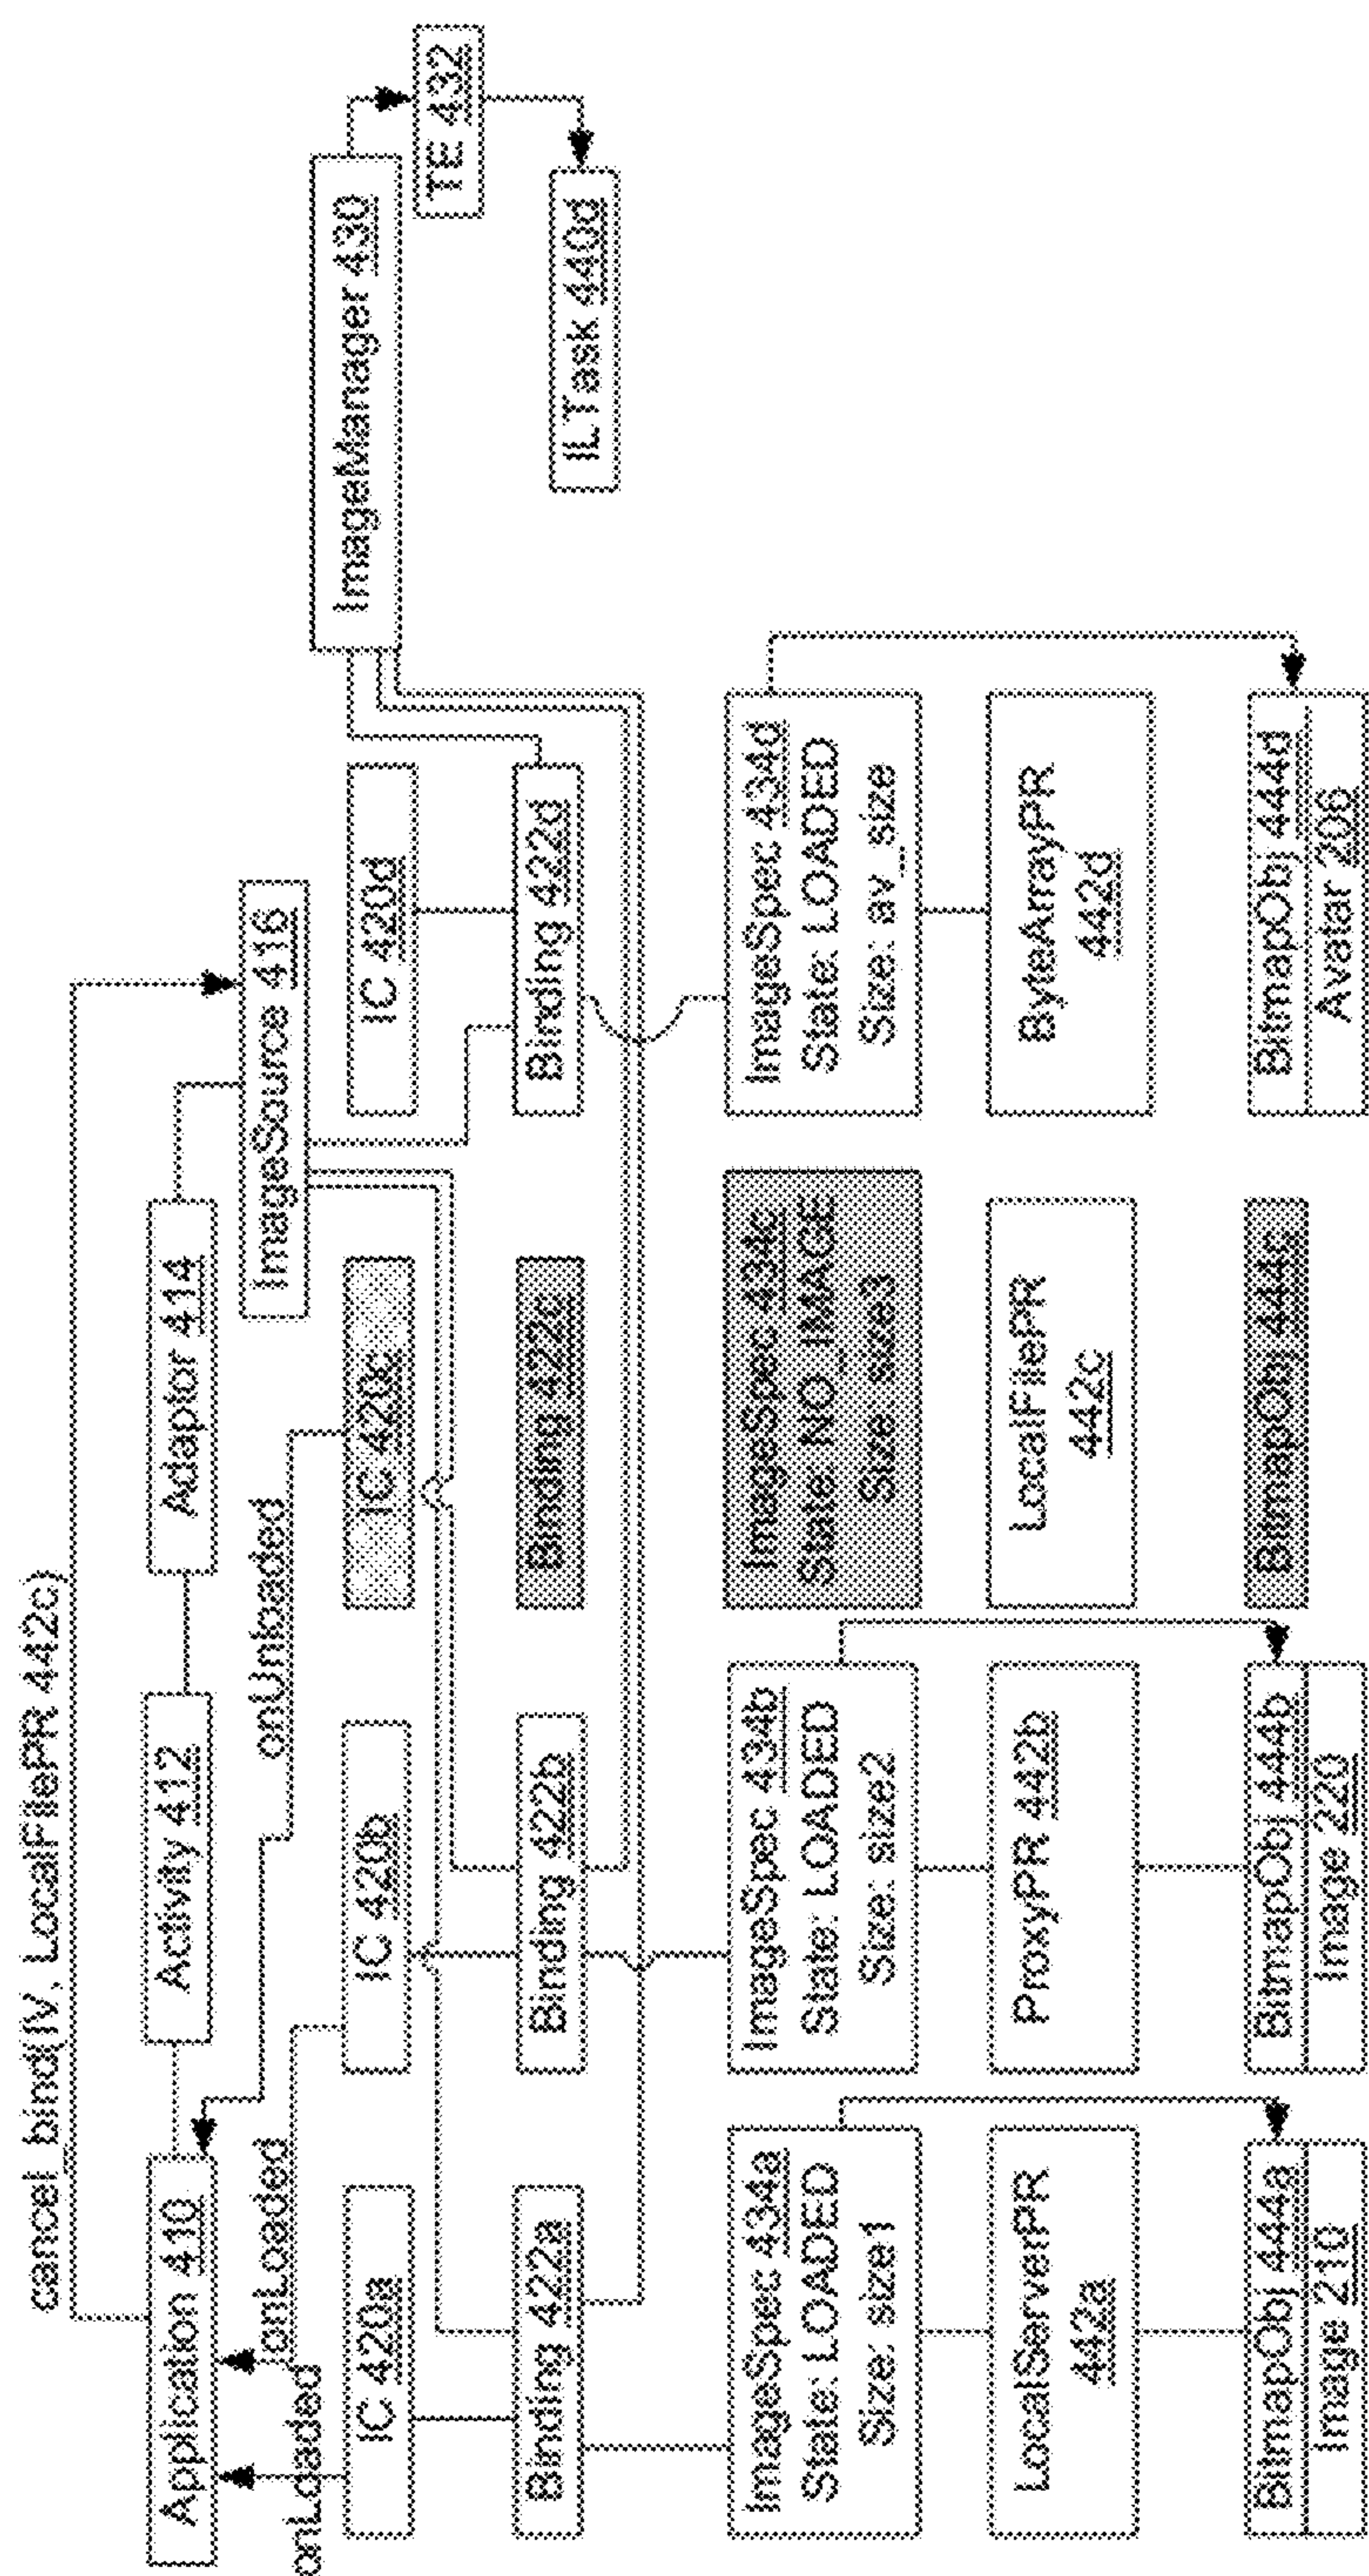 cancel_bind(IV, LocalFilePR 442c)
Application 410
Activity 412
Adaptor 414
ImageSource 416
onLoaded
onLoaded
onUnloaded
ImageManager 430
TE 432
ILTask 440d
IC 420a
IC 420b
IC 420c
IC 420d
Binding 422a
Binding 422b
Binding 422c
Binding 422d
ImageSpec 434a
State: LOADED
Size: size1
ImageSpec 434b
State: LOADED
Size: size2
ImageSpec 434c
State: NO_IMAGE
Size: size3
ImageSpec 434d
State: LOADED
Size: av_size
LocalServerPR
442a
ProxyPR 442b
LocalFilePR
442c
ByteArrayPR
442d
BitmapObj 444a
Image 210
BitmapObj 444b
Image 220
BitmapObj 444c
BitmapObj 444d
Avatar 206